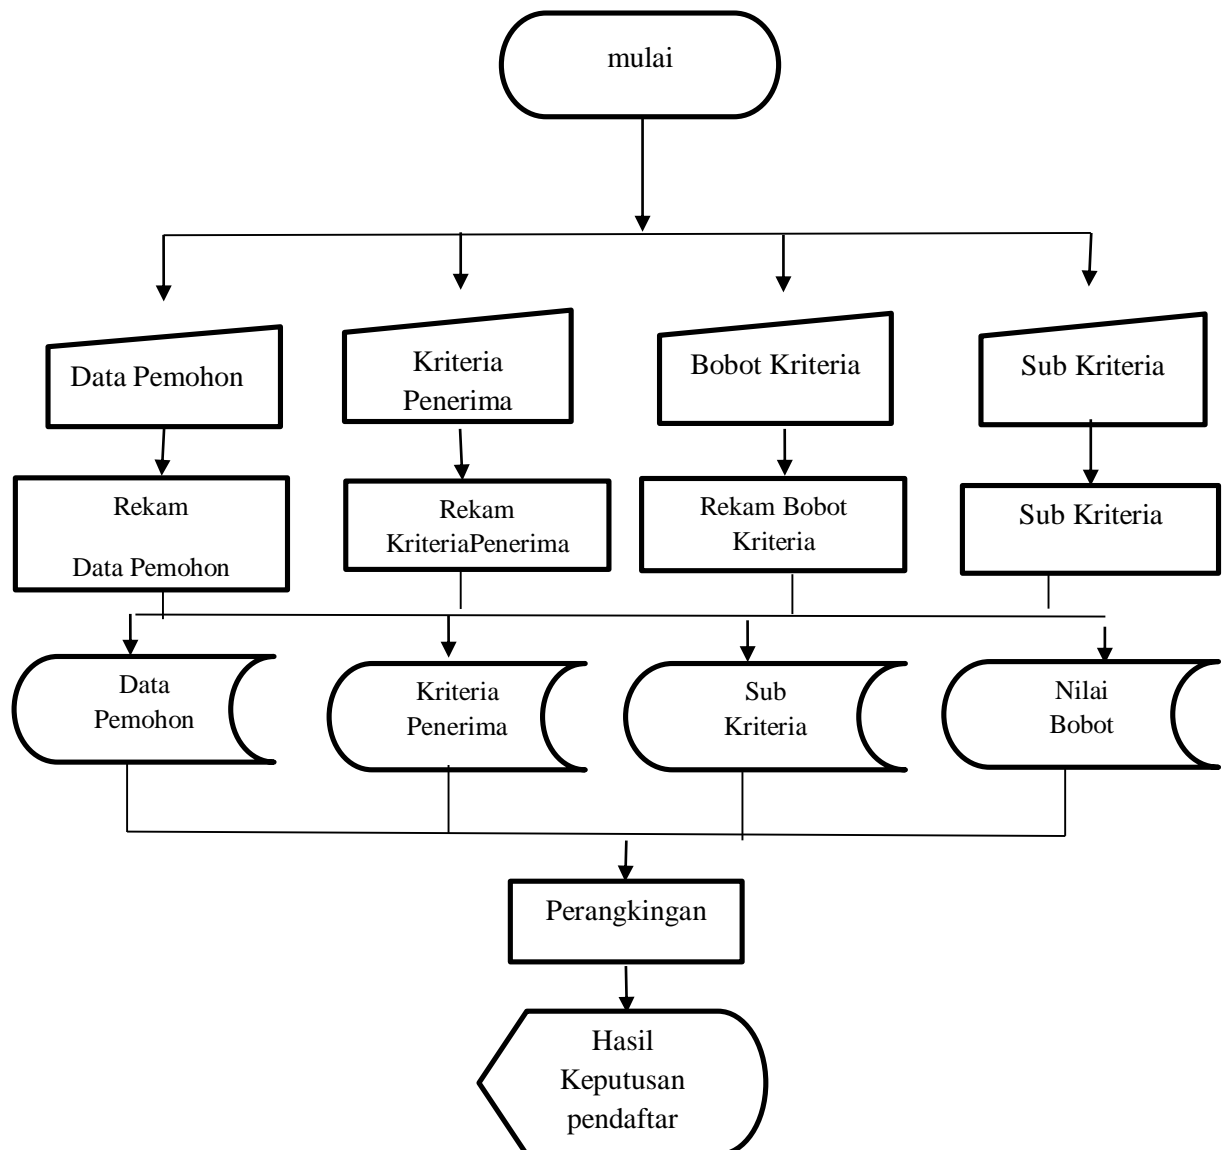 mulai
Data Pemohon
Kriteria
Penerima
Bobot Kriteria
Sub Kriteria
Rekam
Data Pemohon
Rekam
KriteriaPenerima
Rekam Bobot
Kriteria
Sub Kriteria
Data
Pemohon
Kriteria
Penerima
Sub
Kriteria
Nilai
Bobot
Perangkingan
Hasil
Keputusan
pendaftar